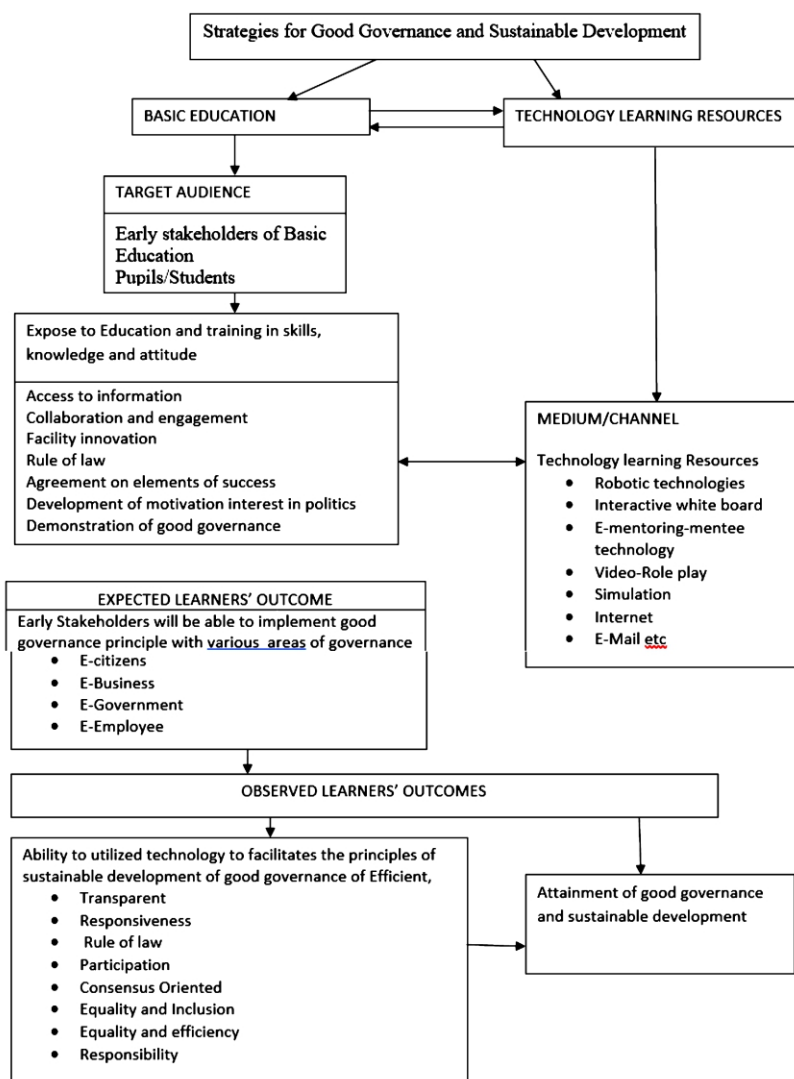 Strategies for Good Governance and Sustainable Development
BASIC EDUCATION
TECHNOLOGY LEARNING RESOURCES
TARGET AUDIENCE
Early stakeholders of Basic
Education
Pupils/Students
Expose to Education and training in skills,
knowledge and attitude
Access to information
Collaboration and engagement
Facility innovation
Rule of law
Agreement on elements of success
Development of motivation interest in politics
Demonstration of good governance
MEDIUM/CHANNEL
Technology learning Resources
• Robotic technologies
• Interactive white board
• E-mentoring-mentee
technology
• Video-Role play
• Simulation
• Internet
• E-Mail etc
EXPECTED LEARNERS' OUTCOME
Early Stakeholders will be able to implement good
governance principle with various areas of governance
• E-citizens
• E-Business
• E-Government
• E-Employee
OBSERVED LEARNERS' OUTCOMES
Ability to utilized technology to facilitates the principles of
sustainable development of good governance of Efficient,
• Transparent
• Responsiveness
• Rule of law
• Participation
• Consensus Oriented
• Equality and Inclusion
• Equality and efficiency
• Responsibility
Attainment of good governance
and sustainable development